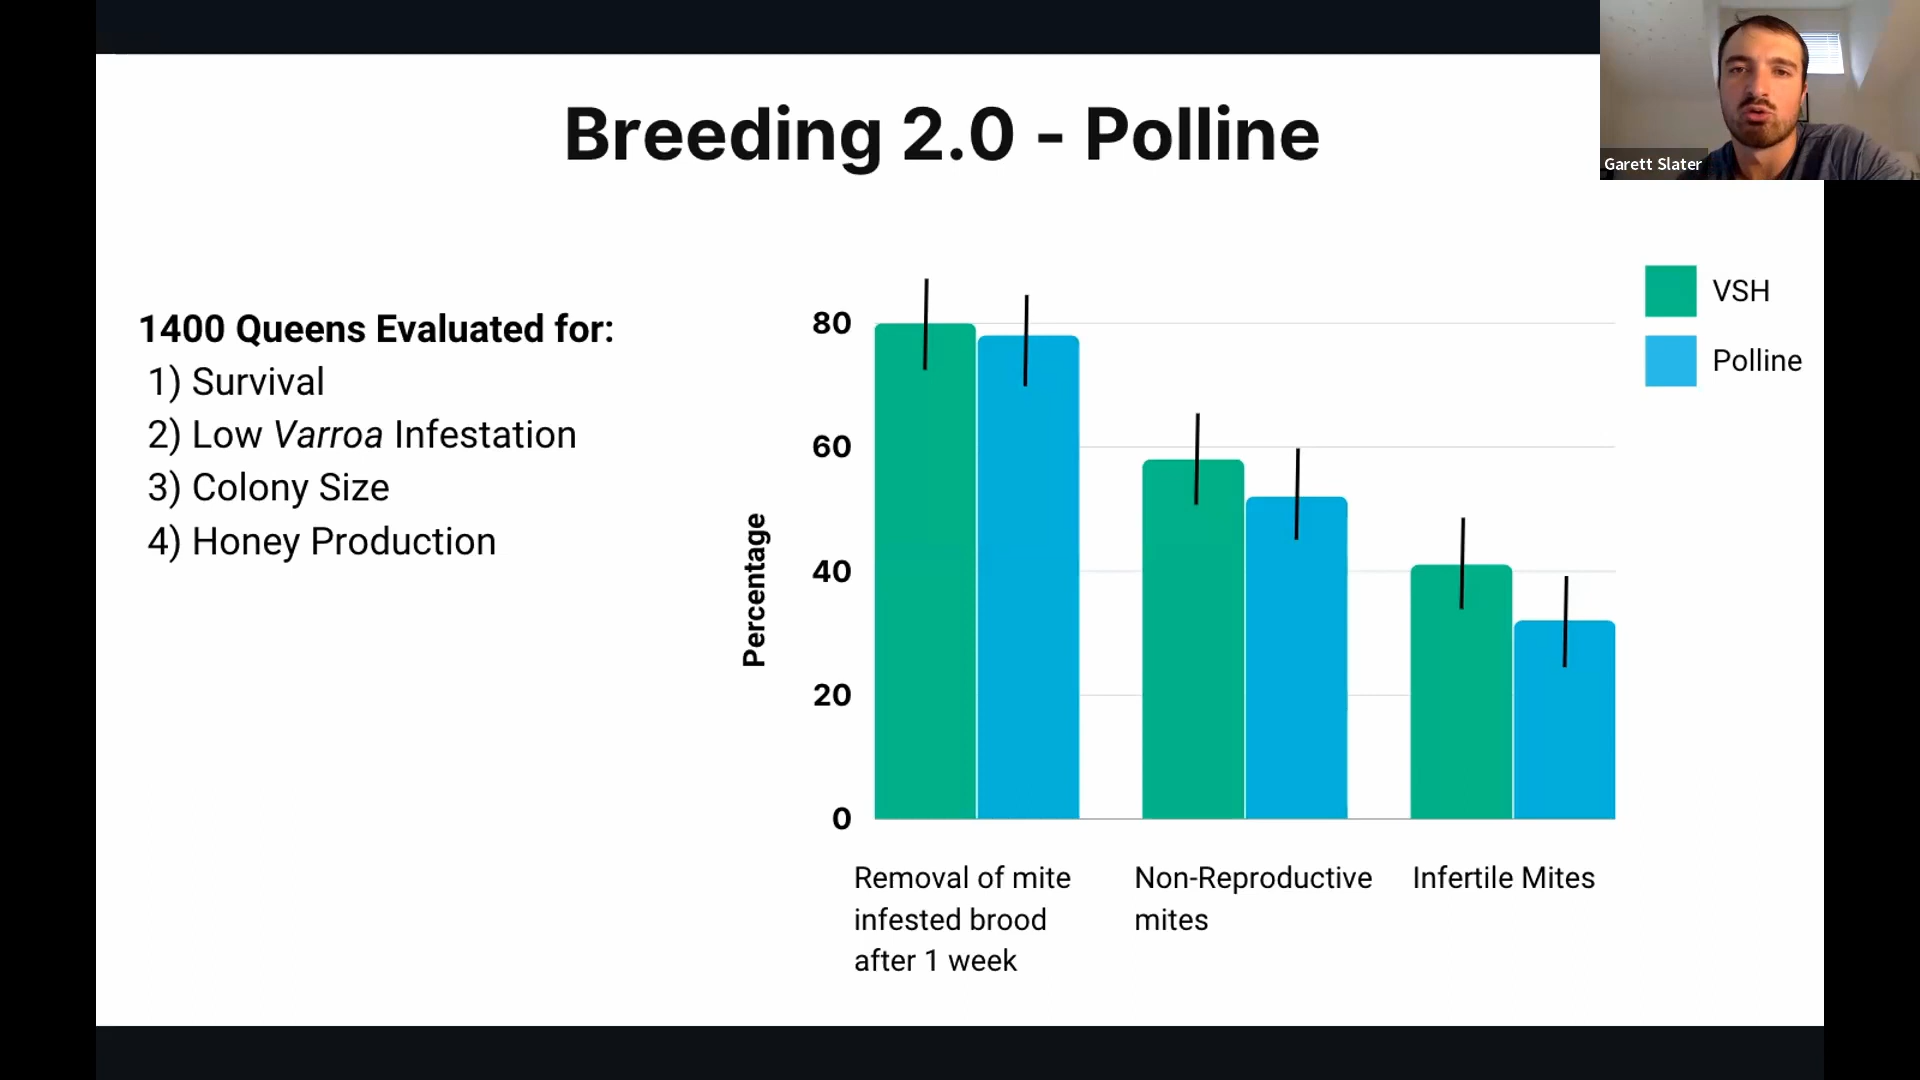 Breeding 2.0 - Polline
Garett Slater
1400 Queens Evaluated for:
1) Survival
2) Low Varroa Infestation
3) Colony Size
4) Honey Production
Percentage
80
60
40
20
0
Removal of mite
infested brood
after 1 week
Non-Reproductive
mites
Infertile Mites
VSH
Polline